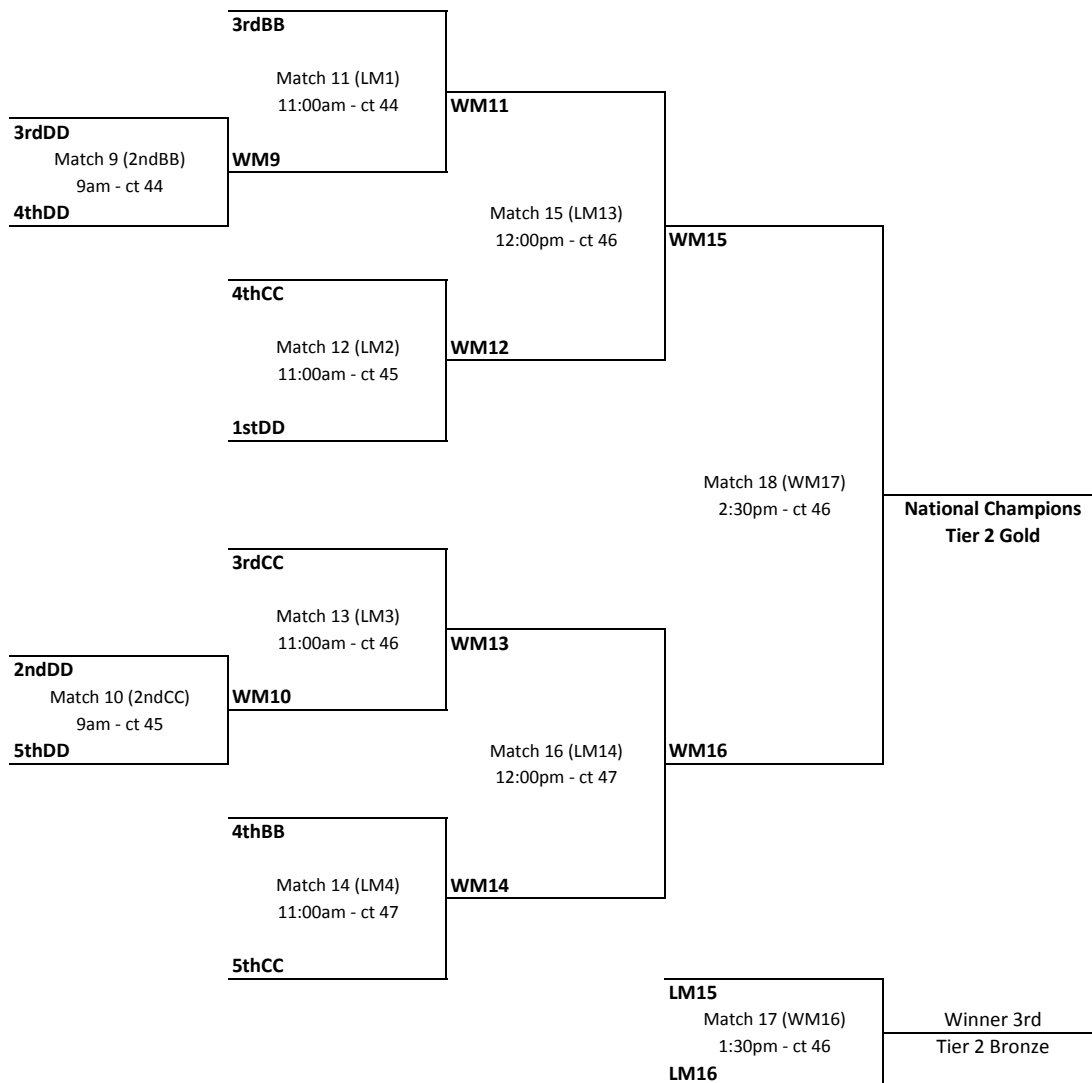 3rdBB
Match 11 (LM1)
11:00am - ct 44
WM11
3rdDD
Match 9 (2ndBB)
9am - ct 44
WM9
4thDD
Match 15 (LM13)
12:00pm - ct 46
WM15
4thCC
Match 12 (LM2)
11:00am - ct 45
WM12
1stDD
Match 18 (WM17)
2:30pm - ct 46
National Champions
Tier 2 Gold
3rdCC
Match 13 (LM3)
11:00am - ct 46
WM13
2ndDD
Match 10 (2ndCC)
9am - ct 45
WM10
5thDD
Match 16 (LM14)
12:00pm - ct 47
WM16
4thBB
Match 14 (LM4)
11:00am - ct 47
WM14
5thCC
LM15
Match 17 (WM16)
1:30pm - ct 46
Winner 3rd
Tier 2 Bronze
LM16